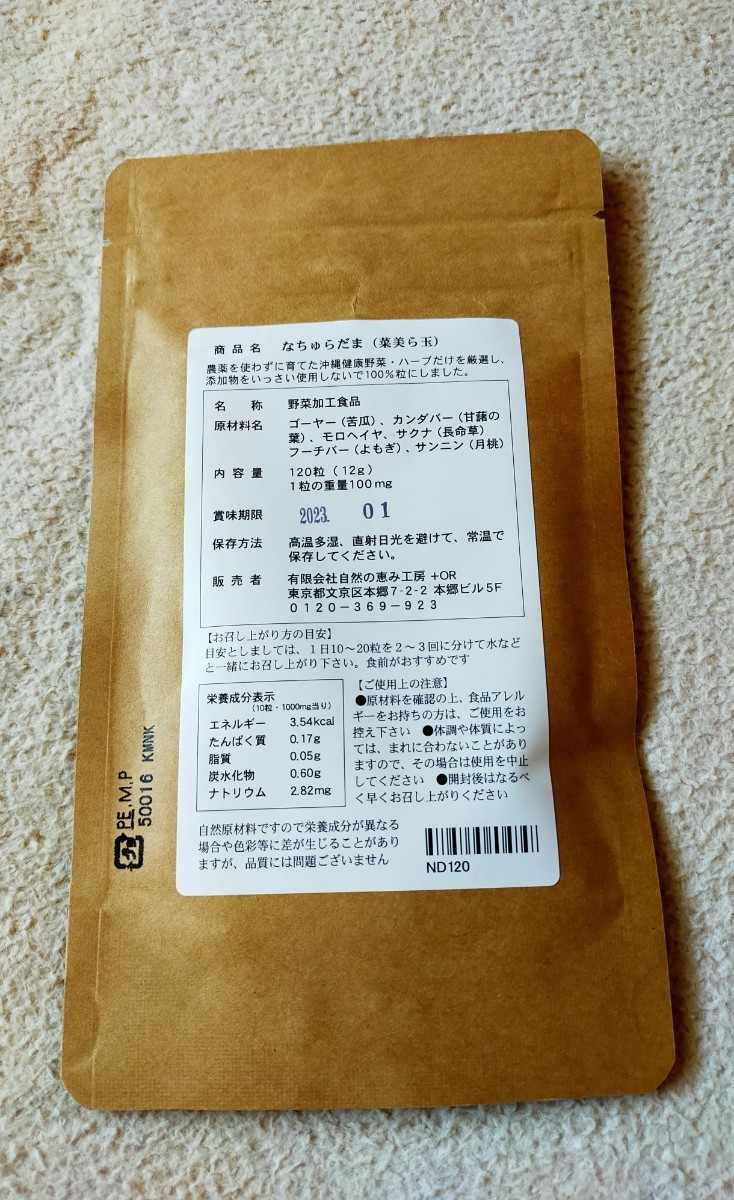 商品名 なちゅらだま（菜美ら玉）
農薬を使わずに育てた沖縄健康野菜・ハーブだけを厳選し、
添加物をいっさい使用しないで100％粒にしました。
名称 野菜加工食品
原材料名 ゴーヤー（苦瓜）、カンダバー（甘藷の
葉）、モロヘイヤ、サクナ（長命草）
フーチバー（よもぎ）、サンニン（月桃）
内容量 120粒（12g）
1粒の重量100mg
賞味期限 2023. 01
保存方法 高温多湿、直射日光を避けて、常温で
保存してください。
販売者 有限会社自然の恵み工房 +OR
東京都文京区本郷7-2-2 本郷ビル5F
0120－369－923
【お召し上がり方の目安】
目安としましては、1日10～20粒を2～3回に分けて水など
と一緒にお召し上がり下さい。食前がおすすめです
栄養成分表示
（10粒・1000mg当り）
エネルギー 3.54kcal
たんぱく質 0.17g
脂質 0.05g
炭水化物 0.60g
ナトリウム 2.82mg
【ご使用上の注意】
●原材料を確認の上、食品アレル
ギーをお持ちの方は、ご使用をお
控え下さい ●体調や体質によっ
ては、まれに合わないことがあり
ますので、その場合は使用を中止
してください ●開封後はなるべ
く早くお召し上がりください
自然原材料ですので栄養成分が異なる
場合や色彩等に差が生じることがあり
ますが、品質には問題ございません
ND120
プラ PE,M,P
50016 KMNK